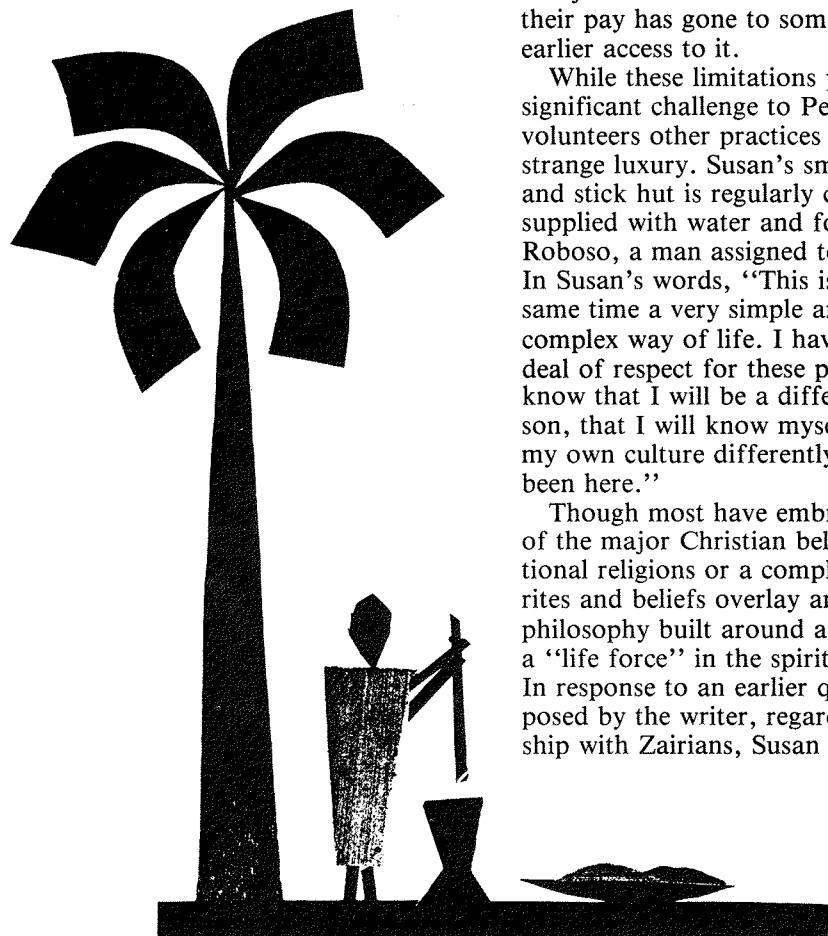 their pay has gone to som
earlier access to it.
While these limitations
significant challenge to Pe
volunteers other practices
strange luxury. Susan's sm
and stick hut is regularly
supplied with water and fo
Roboso, a man assigned to
In Susan's words, “This is
same time a very simple a
complex way of life. I hav
deal of respect for these p
know that I will be a diffe
son, that I will know myse
my own culture differently
been here.”
Though most have embr
of the major Christian bel
tional religions or a compl
rites and beliefs overlay an
philosophy built around a
a “life force” in the spirit
In response to an earlier q
posed by the writer, regard
ship with Zairians, Susan